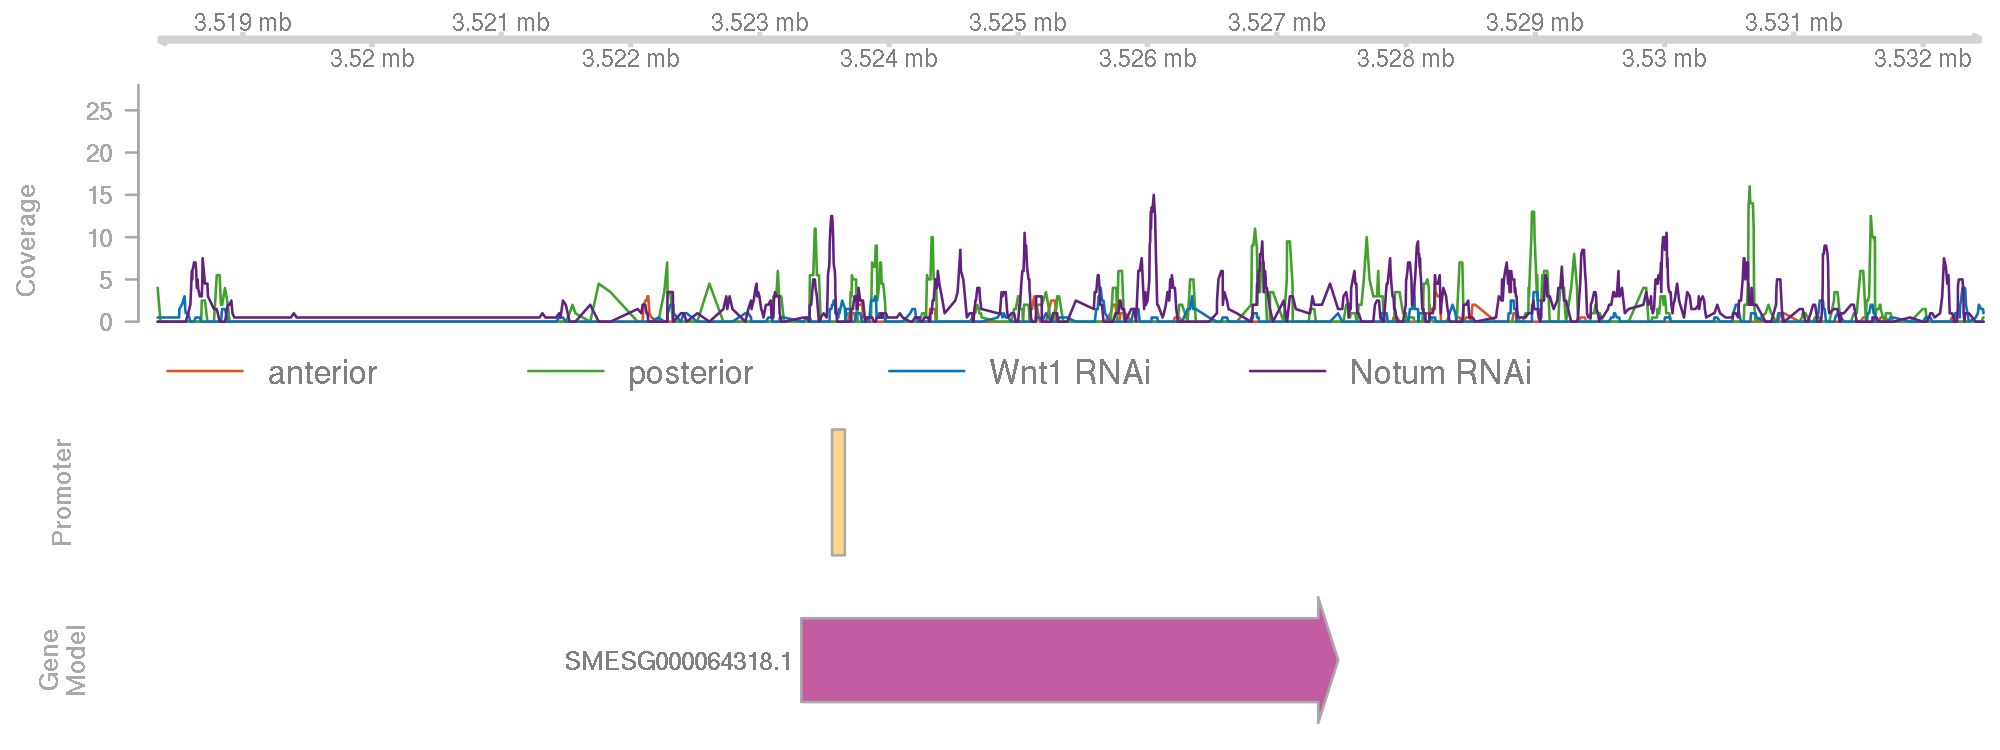 3.519 mb 3.521 mb 3.523 mb 3.525 mb 3.527 mb 3.529 mb 3.531 mb
3.52 mb 3.522 mb 3.524 mb 3.526 mb 3.528 mb 3.53 mb 3.532 mb
25
20
15
10
5
0
Coverage
anterior posterior Wnt1 RNAi Notum RNAi
Promoter
Gene
Model
SMESG000064318.1